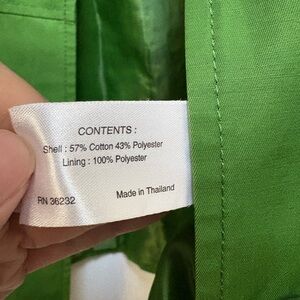 CONTENTS :
Shell : 57% Cotton 43% Polyester
Lining : 100% Polyester
Made in Thailand
RN 36232